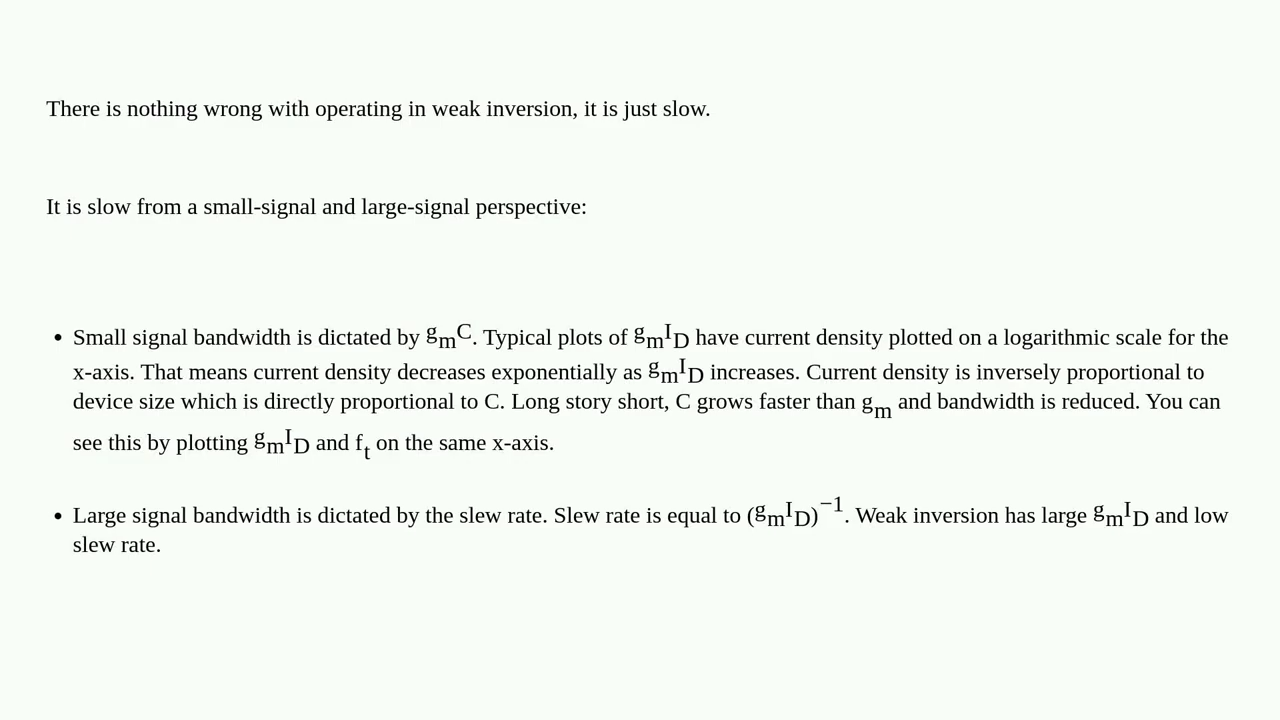 There is nothing wrong with operating in weak inversion, it is just slow.
It is slow from a small-signal and large-signal perspective:
• Small signal bandwidth is dictated by gmC. Typical plots of gmID have current density plotted on a logarithmic scale for the
x-axis. That means current density decreases exponentially as gmID increases. Current density is inversely proportional to
device size which is directly proportional to C. Long story short, C grows faster than gm and bandwidth is reduced. You can
see this by plotting gmID and ft on the same x-axis.
• Large signal bandwidth is dictated by the slew rate. Slew rate is equal to (gmID)−1. Weak inversion has large gmID and low
slew rate.